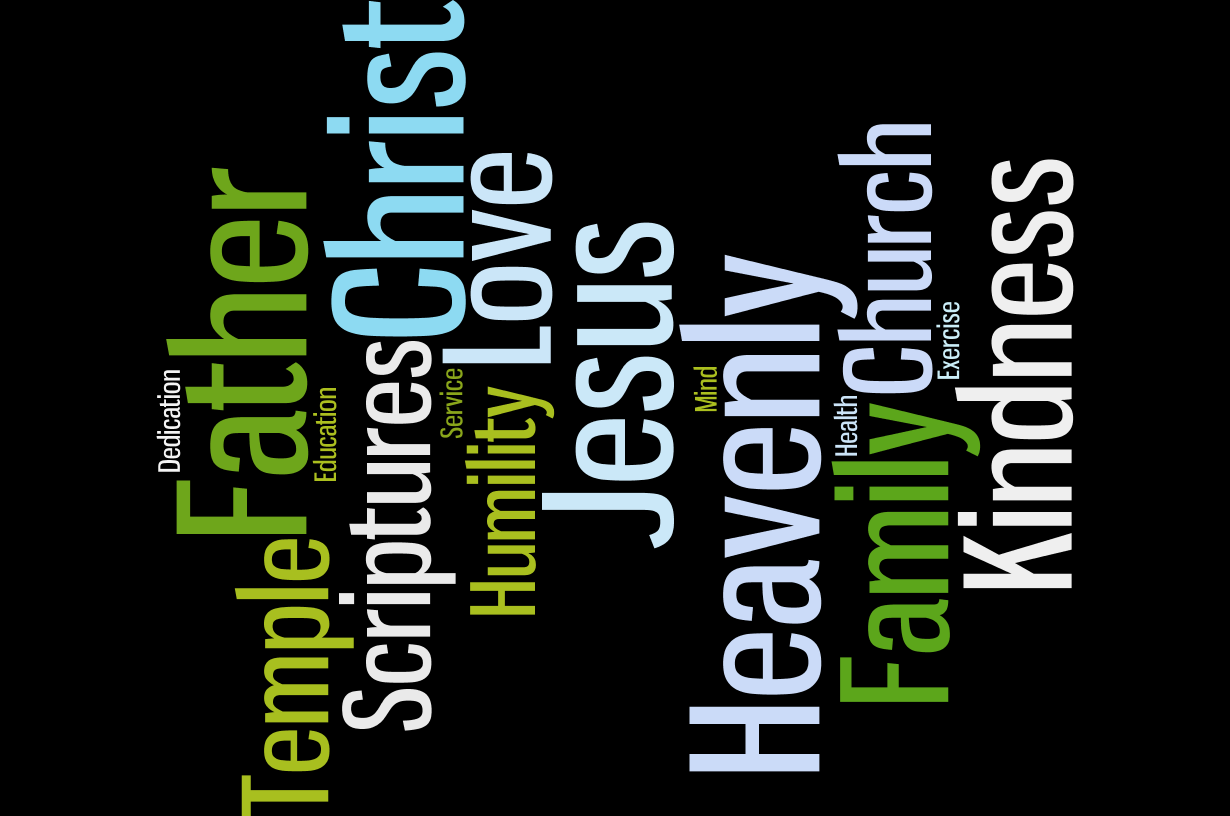 Dedication
Father
Temple
Education
Christ
Scriptures
Service
Love
Humility
Jesus
Heavenly
Mind
Health
Church
Family
Exercise
Kindness